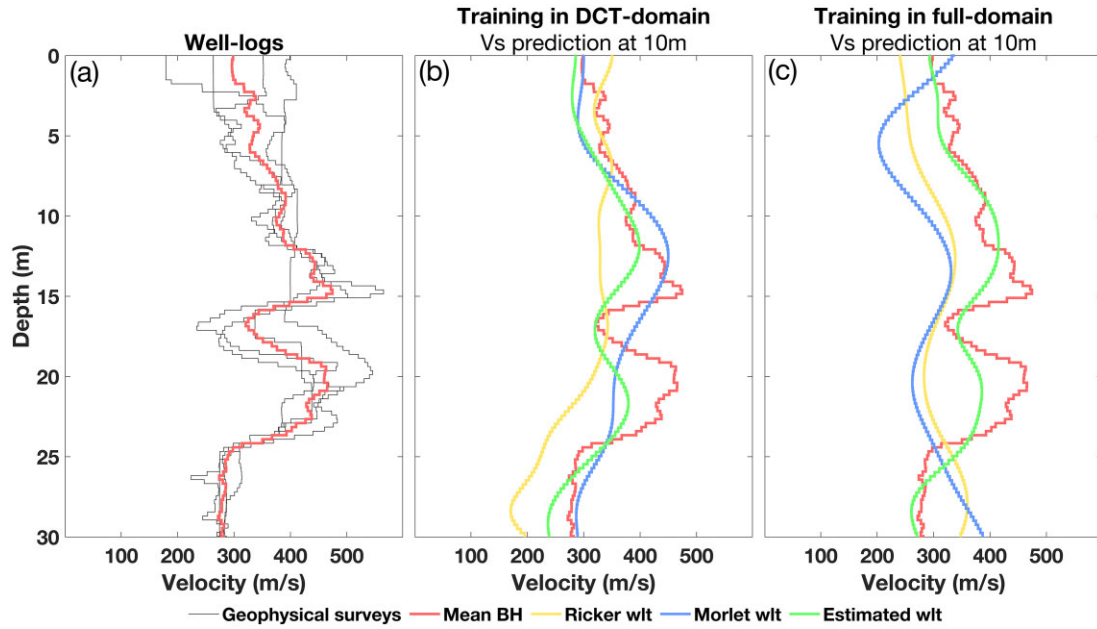 Well-logs
Training in DCT-domain
Vs prediction at 10m
Training in full-domain
Vs prediction at 10m
(a)
(b)
(c)
Depth (m)
0
5
10
15
20
25
30
100 200 300 400 500
100 200 300 400 500
100 200 300 400 500
Velocity (m/s)
Velocity (m/s)
Velocity (m/s)
Geophysical surveys Mean BH Ricker wlt Morlet wlt Estimated wlt